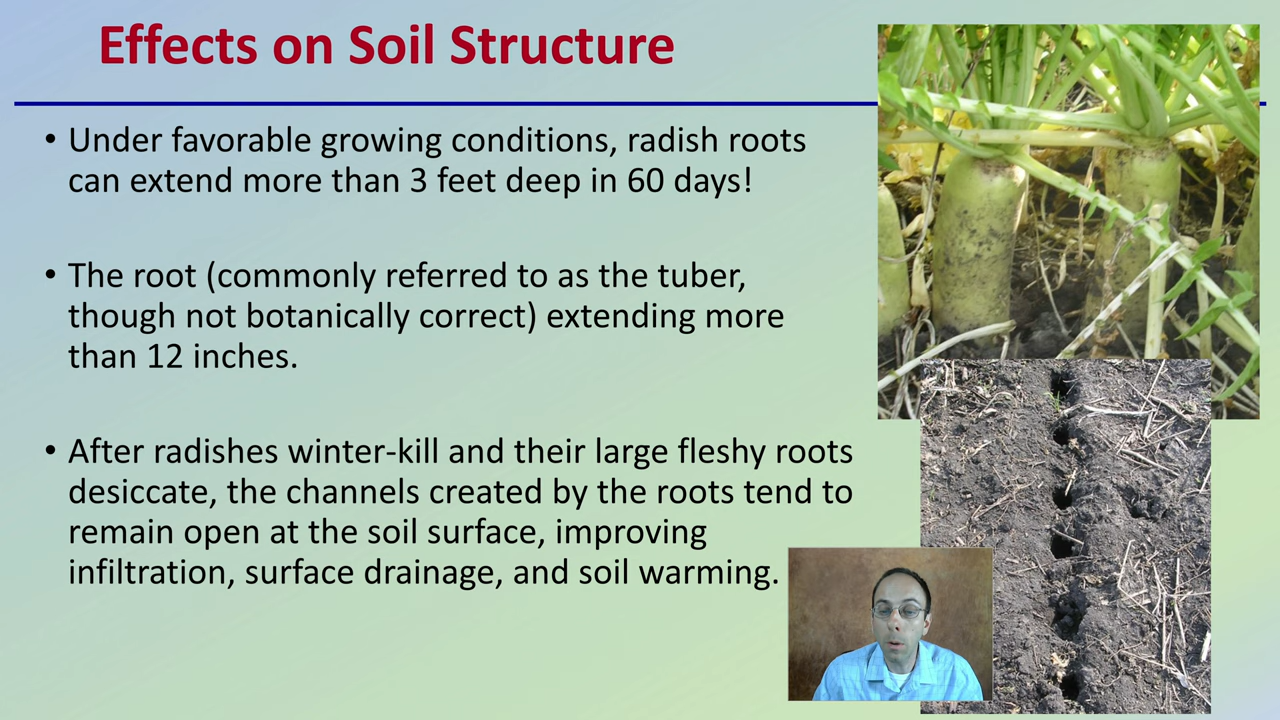 Effects on Soil Structure
• Under favorable growing conditions, radish roots
can extend more than 3 feet deep in 60 days!
• The root (commonly referred to as the tuber,
though not botanically correct) extending more
than 12 inches.
• After radishes winter-kill and their large fleshy roots
desiccate, the channels created by the roots tend to
remain open at the soil surface, improving
infiltration, surface drainage, and soil warming.